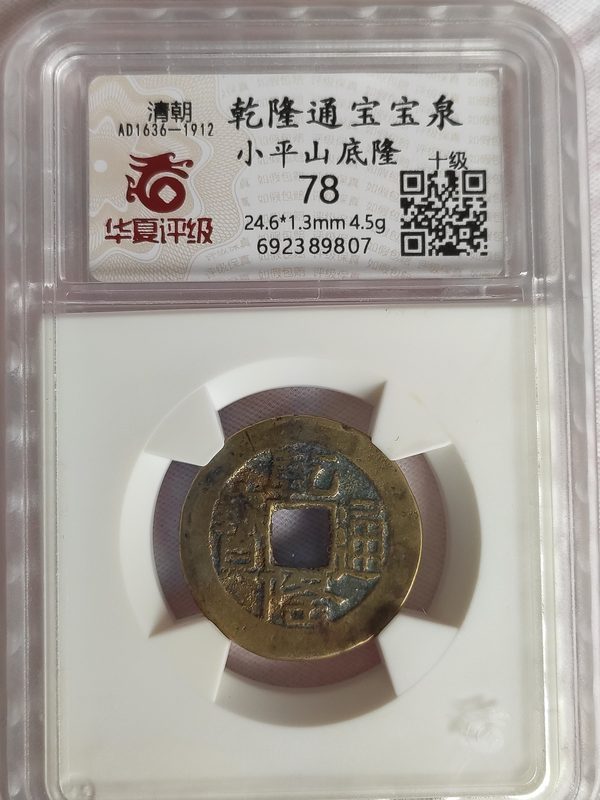 清朝
AD1636—1912
华夏评级
乾隆通宝宝泉
小平山底隆
十级
78
24.6*1.3mm 4.5g
692389807
乾隆通寳